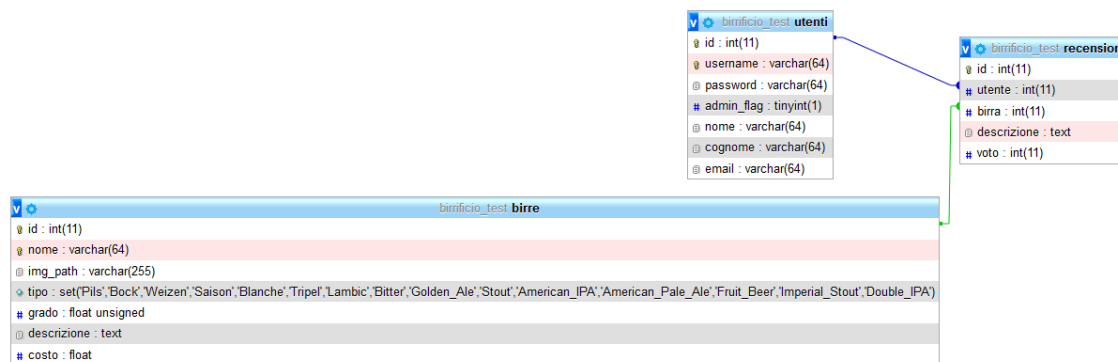 birrificio_test utenti
id : int(11)
username : varchar(64)
password : varchar(64)
admin_flag : tinyint(1)
nome : varchar(64)
cognome : varchar(64)
email : varchar(64)
birrificio_test recension
id : int(11)
utente : int(11)
birra : int(11)
descrizione : text
voto : int(11)
birrificio_test birre
id : int(11)
nome : varchar(64)
img_path : varchar(255)
tipo : set('Pils','Bock','Weizen','Saison','Blanche','Tripel','Lambic','Bitter','Golden_Ale','Stout','American_IPA','American_Pale_Ale','Fruit_Beer','Imperial_Stout','Double_IPA')
grado : float unsigned
descrizione : text
costo : float